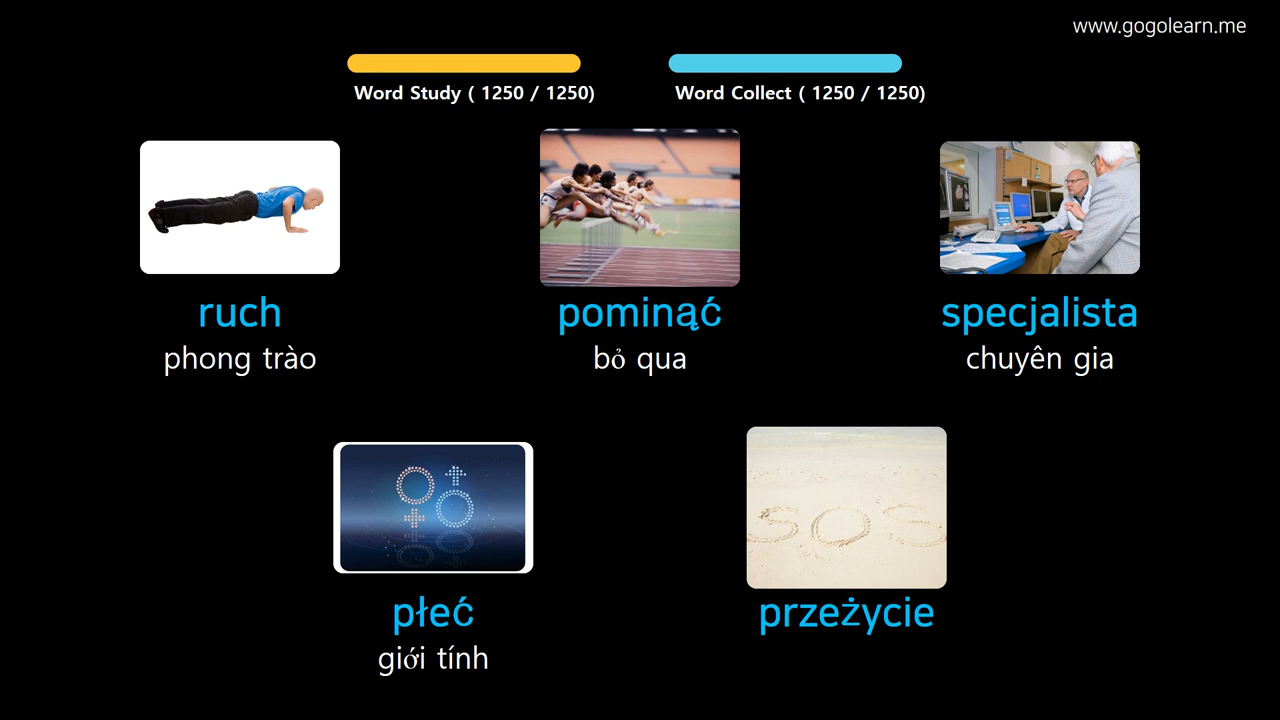 www.gogolearn.me
Word Study ( 1250 / 1250)
Word Collect ( 1250 / 1250)
ruch
phong trào
pominąć
bỏ qua
specjalista
chuyên gia
płeć
giới tính
SOS
przeżycie